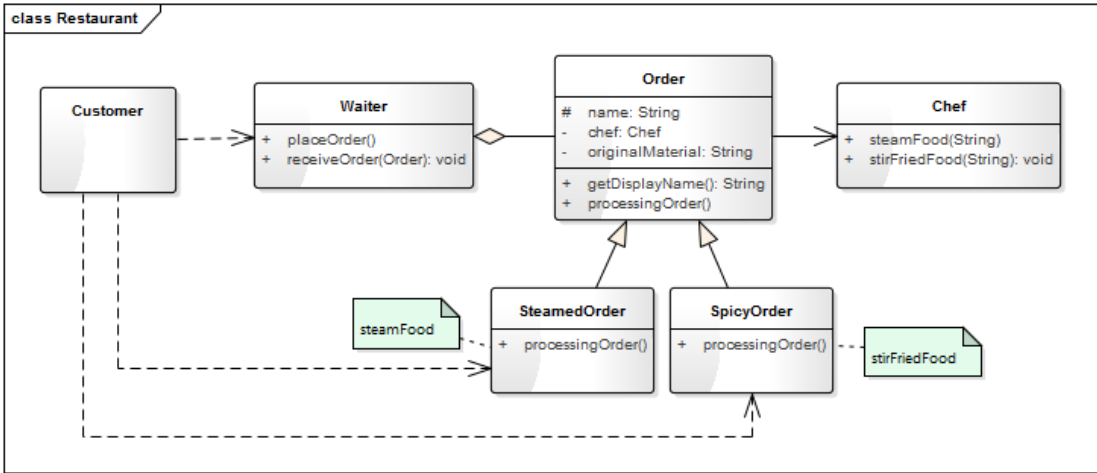 class Restaurant
Customer
Waiter
+ placeOrder()
+ receiveOrder(Order): void
Order
# name: String
- chef: Chef
- originalMaterial: String
+ getDisplayName(): String
+ processingOrder()
Chef
+ steamFood(String)
+ stirFriedFood(String): void
steamFood
SteamedOrder
+ processingOrder()
SpicyOrder
+ processingOrder()
stirFriedFood